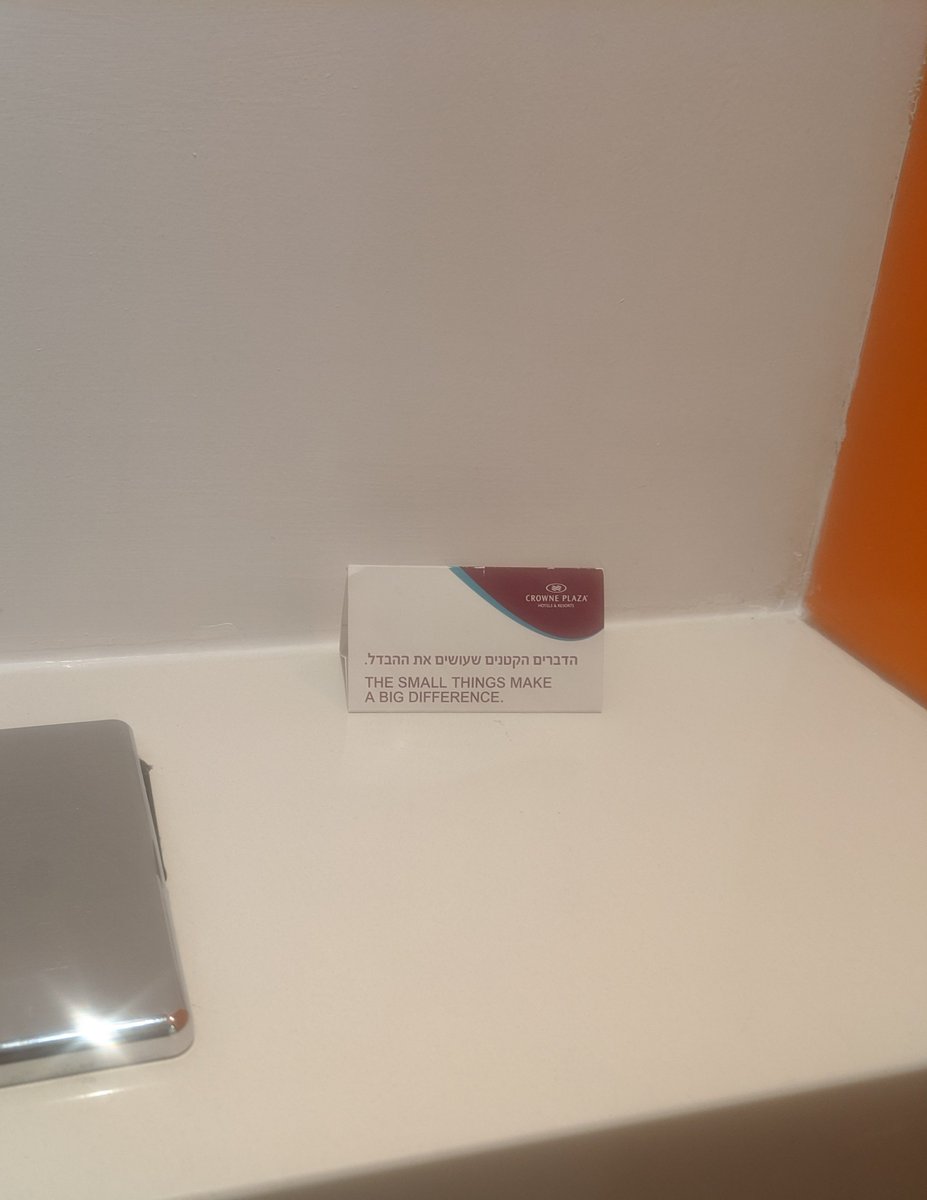 CROWNE PLAZA
HOTELS & RESORTS
הדברים הקטנים שעושים את ההבדל.
THE SMALL THINGS MAKE
A BIG DIFFERENCE.